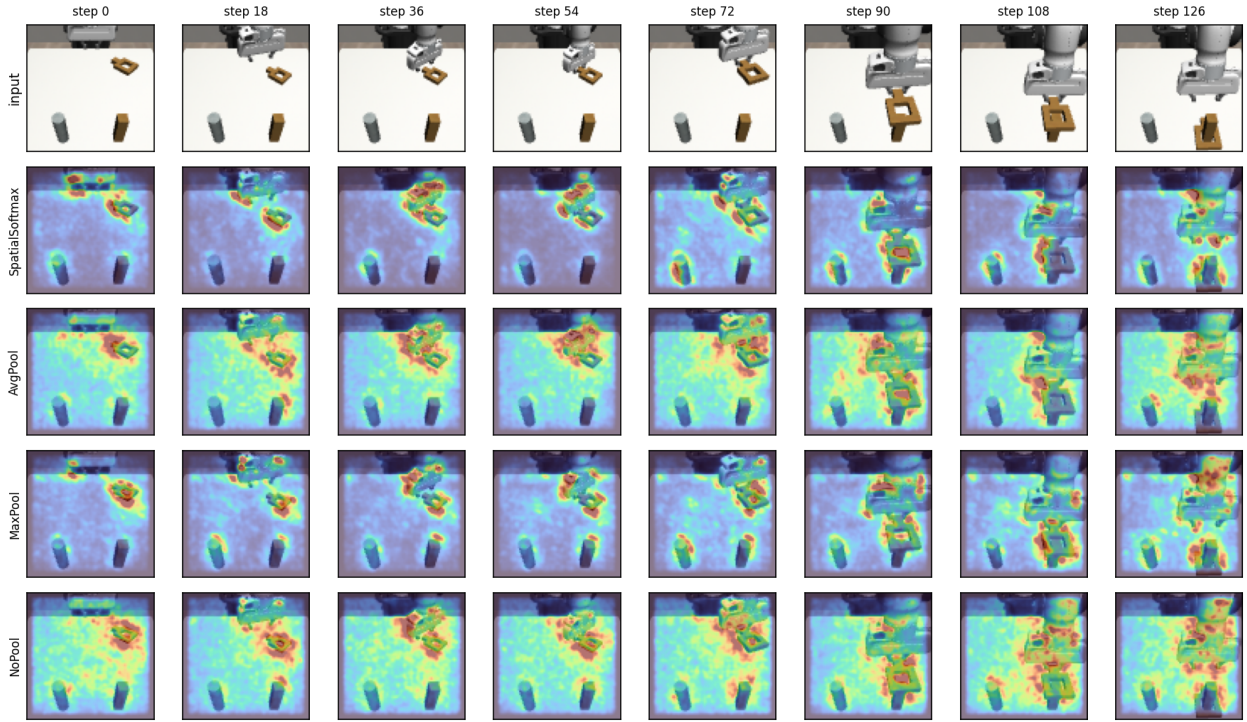 step 0 step 18 step 36 step 54 step 72 step 90 step 108 step 126
input
SpatialSoftmax
AvgPool
MaxPool
NoPool